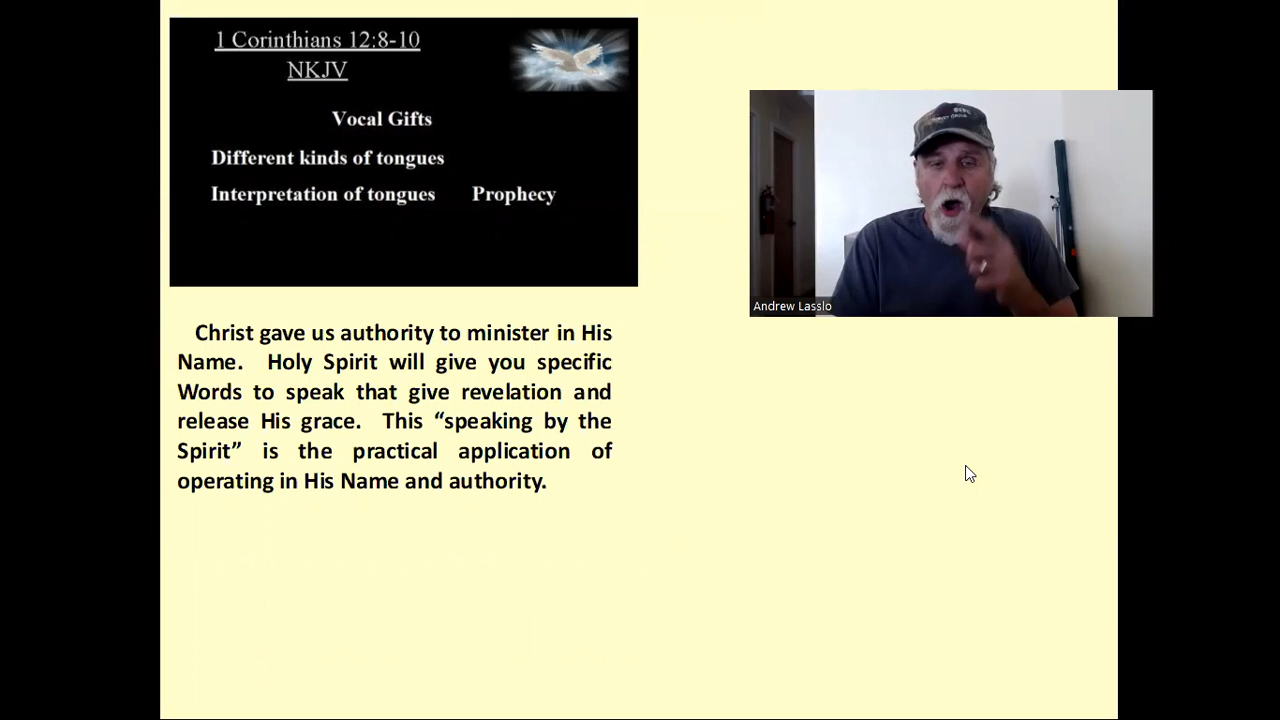 1 Corinthians 12:8-10
NKJV
Vocal Gifts
Different kinds of tongues
Interpretation of tongues Prophecy
Christ gave us authority to minister in His
Name. Holy Spirit will give you specific
Words to speak that give revelation and
release His grace. This “speaking by the
Spirit” is the practical application of
operating in His Name and authority.
Andrew Lasslo